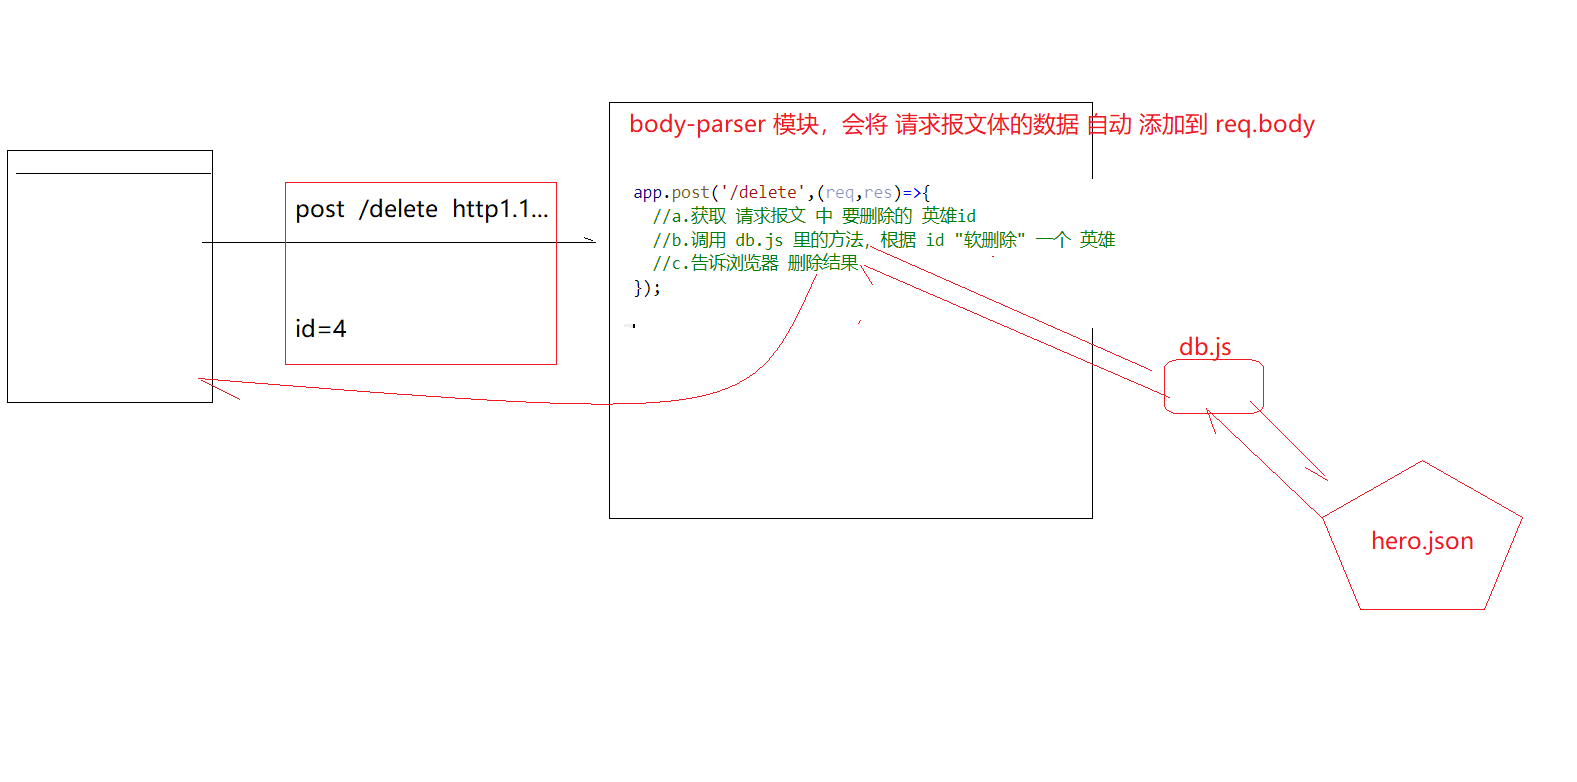 body-parser 模块，会将 请求报文体的数据 自动 添加到 req.body
post /delete http1.1...
id=4
app.post('/delete',(req,res)=>{
//a.获取 请求报文 中 要删除的 英雄id
//b.调用 db.js 里的方法，根据 id "软删除" 一个 英雄
//c.告诉浏览器 删除结果
});
db.js
hero.json